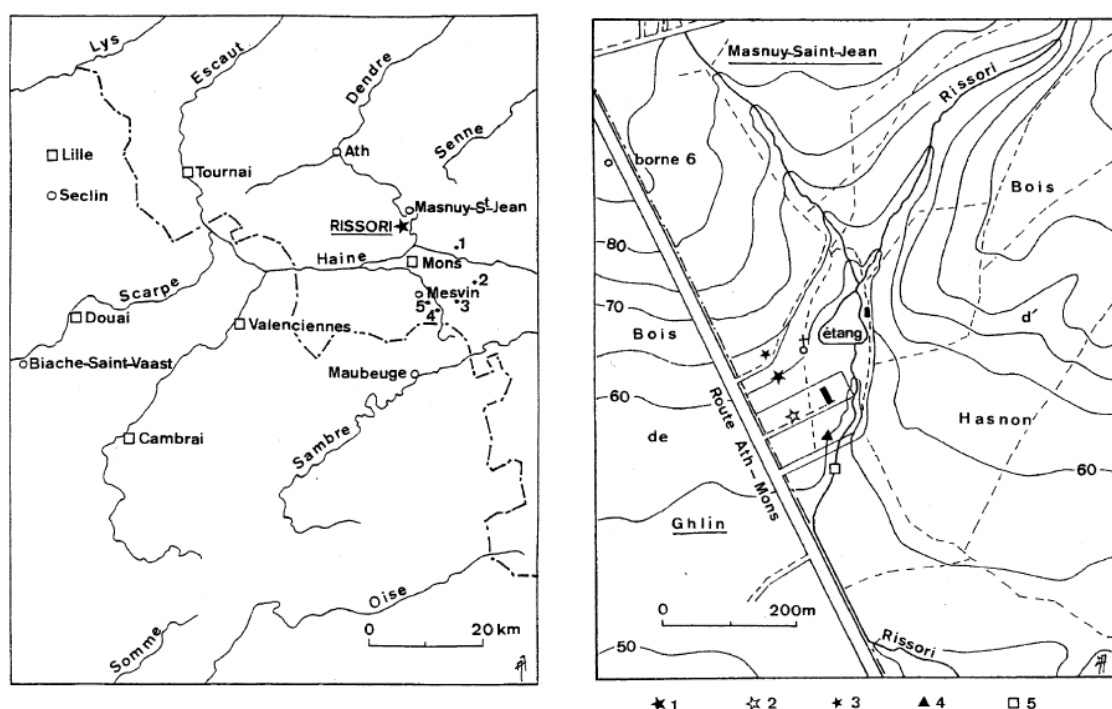 Lys
Escaut
Dendre
Senne
Lille
Seclin
Tournai
Ath
Masnuy-St-Jean
RISSORI
1
Haine
Mons
2
Mesvin
5
4
3
Scarpe
Douai
Valenciennes
Biache-Saint-Vaast
Maubeuge
Cambrai
Sambre
Oise
Somme
0 20 km
Masnuy-Saint-Jean
Rissori
borne 6
Bois
80
70
Bois
étang
d'
60
de
Route Ath-Mons
Hasnon
60
Ghlin
0 200m
50
Rissori
1 2 3 4 5